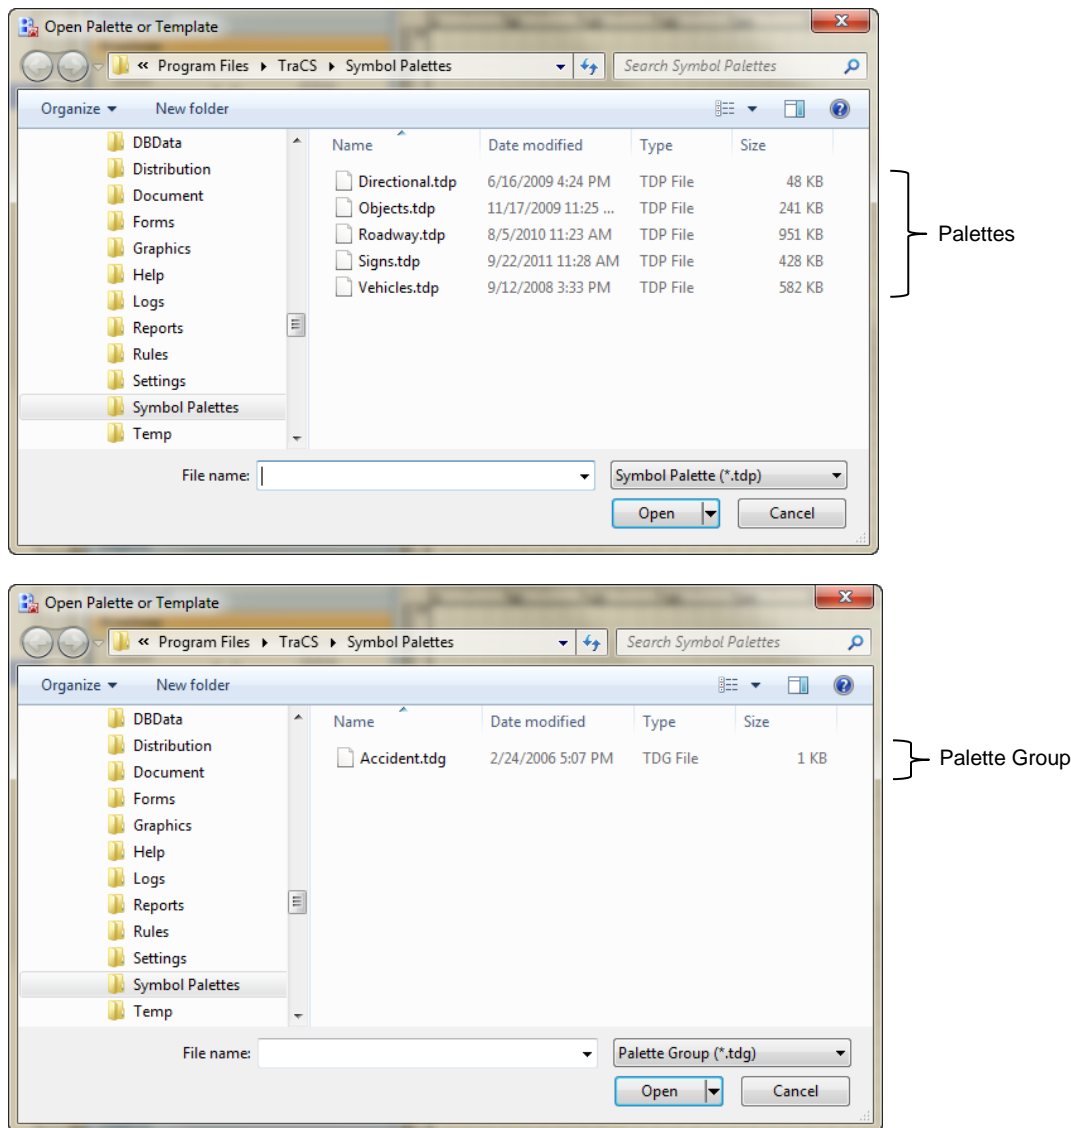 Open Palette or Template
« Program Files TraCS Symbol Palettes Search Symbol Palettes
Organize New folder
DBData
Distribution
Document
Forms
Graphics
Help
Logs
Reports
Rules
Settings
Symbol Palettes
Temp
Name Date modified Type Size
Directional.tdp 6/16/2009 4:24 PM TDP File 48 KB
Objects.tdp 11/17/2009 11:25 ... TDP File 241 KB
Roadway.tdp 8/5/2010 11:23 AM TDP File 951 KB
Signs.tdp 9/22/2011 11:28 AM TDP File 428 KB
Vehicles.tdp 9/12/2008 3:33 PM TDP File 582 KB
Palettes
File name: Symbol Palette (*.tdp)
Open Cancel
Open Palette or Template
« Program Files TraCS Symbol Palettes Search Symbol Palettes
Organize New folder
DBData
Distribution
Document
Forms
Graphics
Help
Logs
Reports
Rules
Settings
Symbol Palettes
Temp
Name Date modified Type Size
Accident.tdg 2/24/2006 5:07 PM TDG File 1 KB
Palette Group
File name: Palette Group (*.tdg)
Open Cancel